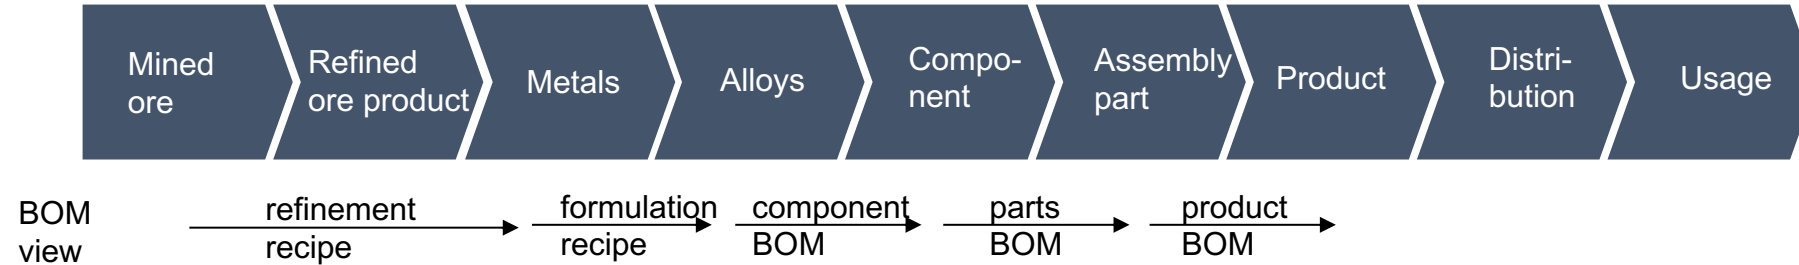 Mined
ore
Refined
ore product
Metals
Alloys
Compo-
nent
Assembly
part
Product
Distri-
bution
Usage
BOM
view
refinement
recipe
formulation
recipe
component
BOM
parts
BOM
product
BOM